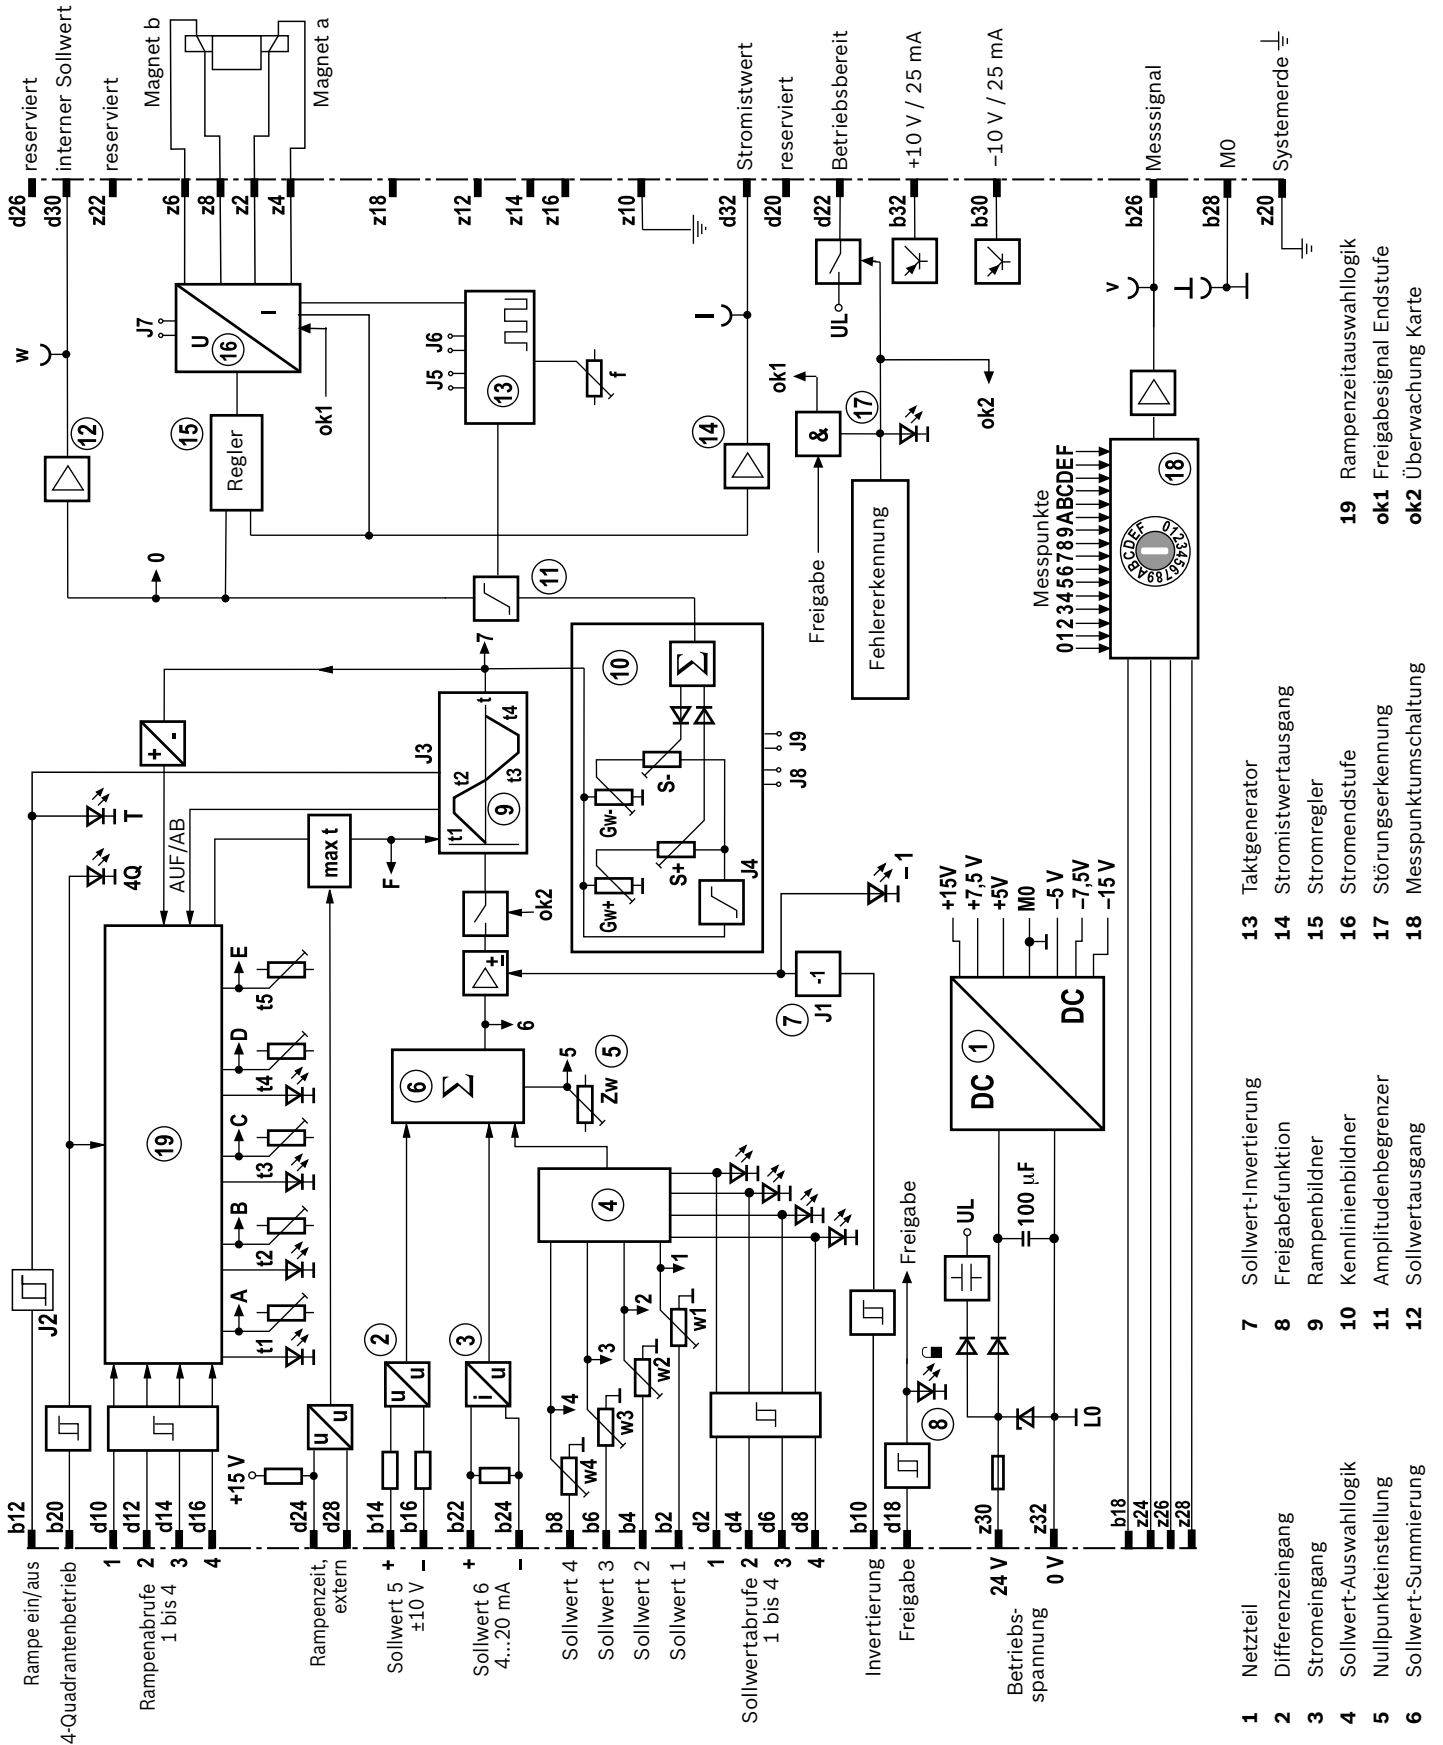 Rampe ein/aus
b12
4-Quadrantenbetrieb
b20
Rampenabrufe
1 bis 4
1
2
3
4
d10
d12
d14
d16
Rampenzeit,
extern
d24
d28
+15 V
Sollwert 5
±10 V
+
–
b14
b16
Sollwert 6
4...20 mA
+
–
b22
b24
Sollwert 4
b8
Sollwert 3
b6
Sollwert 2
b4
Sollwert 1
b2
Sollwertabrufe
1 bis 4
1
2
3
4
d2
d4
d6
d8
Invertierung
b10
Freigabe
d18
Betriebs-
spannung
24 V
0 V
z30
z32
b18
z24
z26
z28
J2
19
t1
A
t2
B
t3
C
t4
D
t5
E
4Q
T
AUF/AB
+
-
max t
F
u
u
2
u
u
3
i
u
w4
4
w3
3
w2
2
w1
1
4
6
Σ
5
Zw
5
6
+
-
ok2
J3
9
t1
t2
t3
t4
t
7
7
J1
-1
-1
8
Freigabe
L0
UL
100 µF
1
DC
DC
+15V
+7,5 V
+5V
M0
–5 V
–7,5V
–15 V
10
Gw+
Gw-
S+
S-
J4
Σ
J8
J9
11
0
12
w
15
Regler
16
U
I
J7
ok1
13
J5
J6
f
14
I
Freigabe
&
ok1
17
Fehlererkennung
ok2
UL
Messpunkte
0123456789ABCDEF
0123456789ABCDEF
18
v
d26
reserviert
d30
interner Sollwert
z22
reserviert
z6
z8
z2
z4
Magnet b
Magnet a
z18
z12
z14
z16
z10
d32
Stromistwert
d20
reserviert
d22
Betriebsbereit
b32
+10 V / 25 mA
b30
–10 V / 25 mA
b26
Messsignal
b28
M0
z20
Systemerde
1 Netzteil
2 Differenzeingang
3 Stromeingang
4 Sollwert-Auswahllogik
5 Nullpunkteinstellung
6 Sollwert-Summierung
7 Sollwert-Invertierung
8 Freigabefunktion
9 Rampenbildner
10 Kennlinienbildner
11 Amplitudenbegrenzer
12 Sollwertausgang
13 Taktgenerator
14 Stromistwertausgang
15 Stromregler
16 Stromendstufe
17 Störungserkennung
18 Messpunktumschaltung
19 Rampenzeitauswahllogik
ok1 Freigabesignal Endstufe
ok2 Überwachung Karte